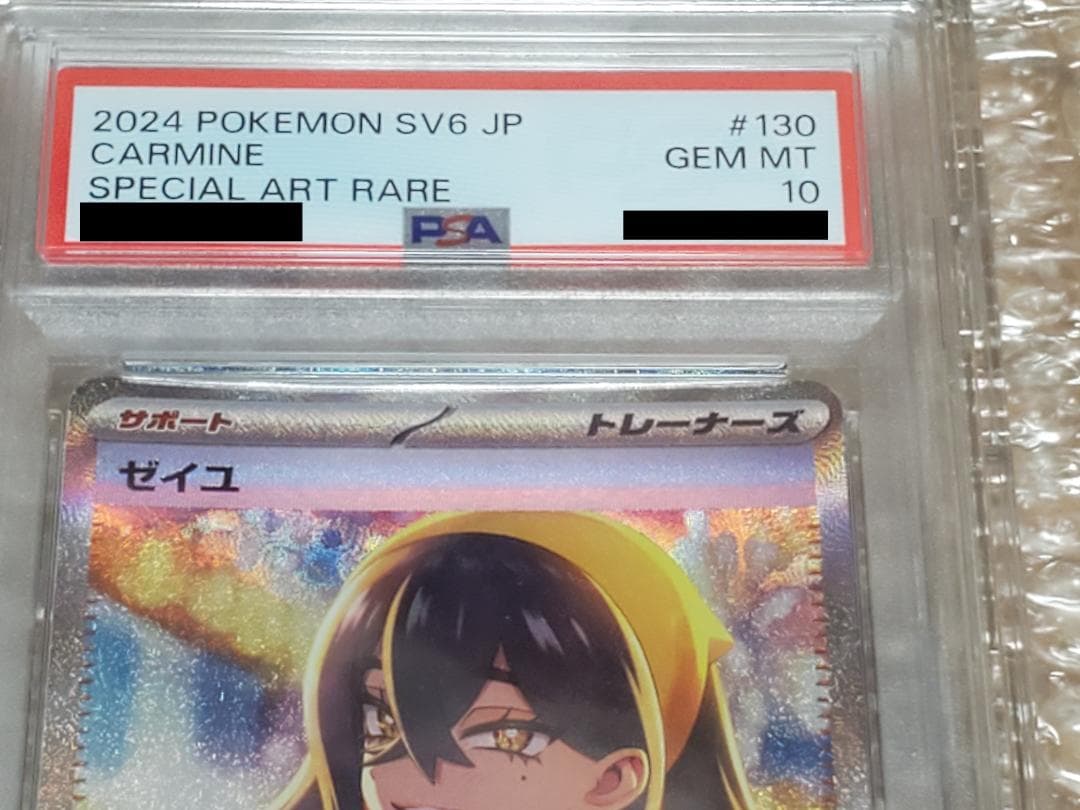 2024 POKEMON SV6 JP #130
CARMINE GEM MT
SPECIAL ART RARE 10
PSA
サポート トレーナーズ
ゼイユ